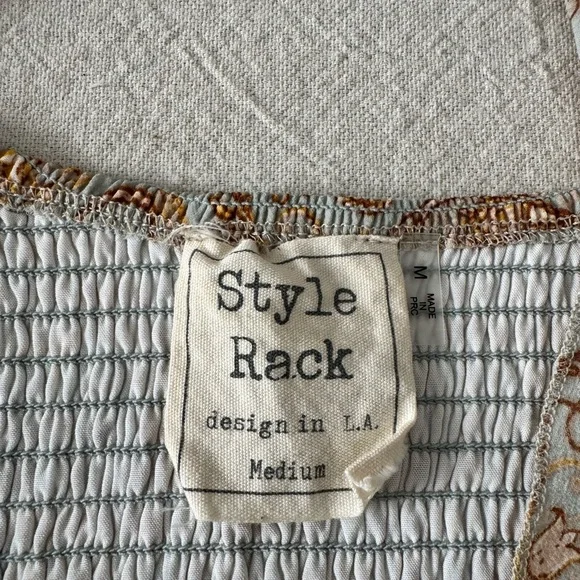 Style
Rack
design in L.A.
Medium
M
MADE
IN
PRC